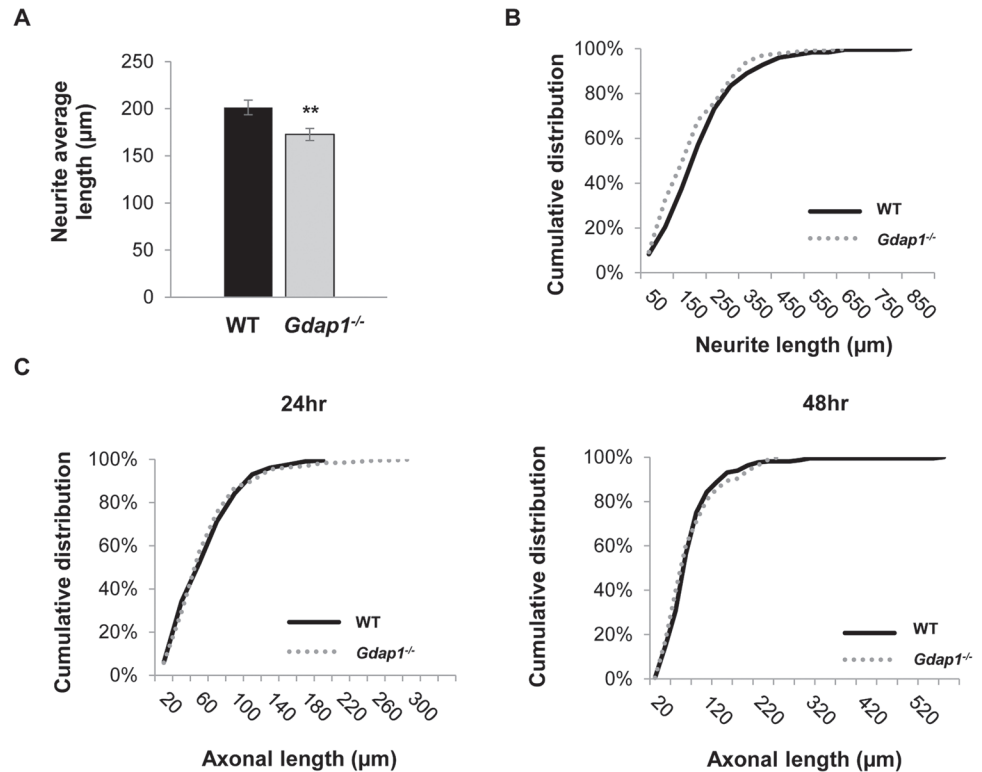 A
250
200
150
100
50
0
Neurite average
length (µm)
**
WT
Gdap1-/-
B
100%
80%
60%
40%
20%
0%
Cumulative distribution
WT
Gdap1-/-
50 150 250 350 450 550 650 750 850
Neurite length (µm)
C
24hr
100%
80%
60%
40%
20%
0%
Cumulative distribution
WT
Gdap1-/-
20 60 100 140 180 220 260 300
Axonal length (µm)
48hr
100%
80%
60%
40%
20%
0%
Cumulative distribution
WT
Gdap1-/-
20 120 220 320 420 520
Axonal length (µm)